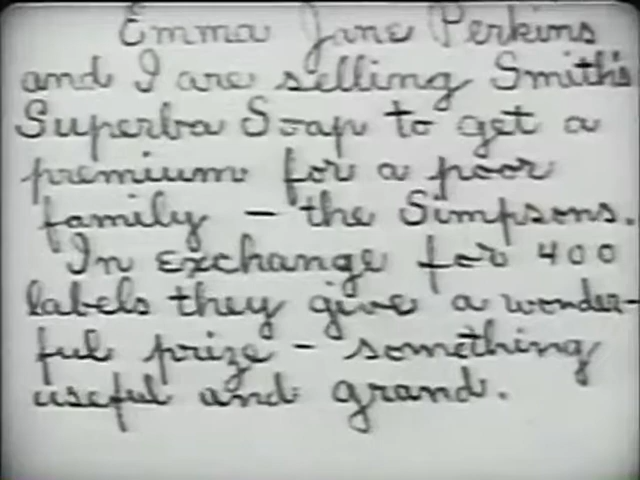 Emma Jane Perkins
and I are selling Smith's
Superba Soap to get a
premium for a poor
family – the Simpsons.
In exchange for 400
labels they give a wonder-
ful prize – something
useful and grand.